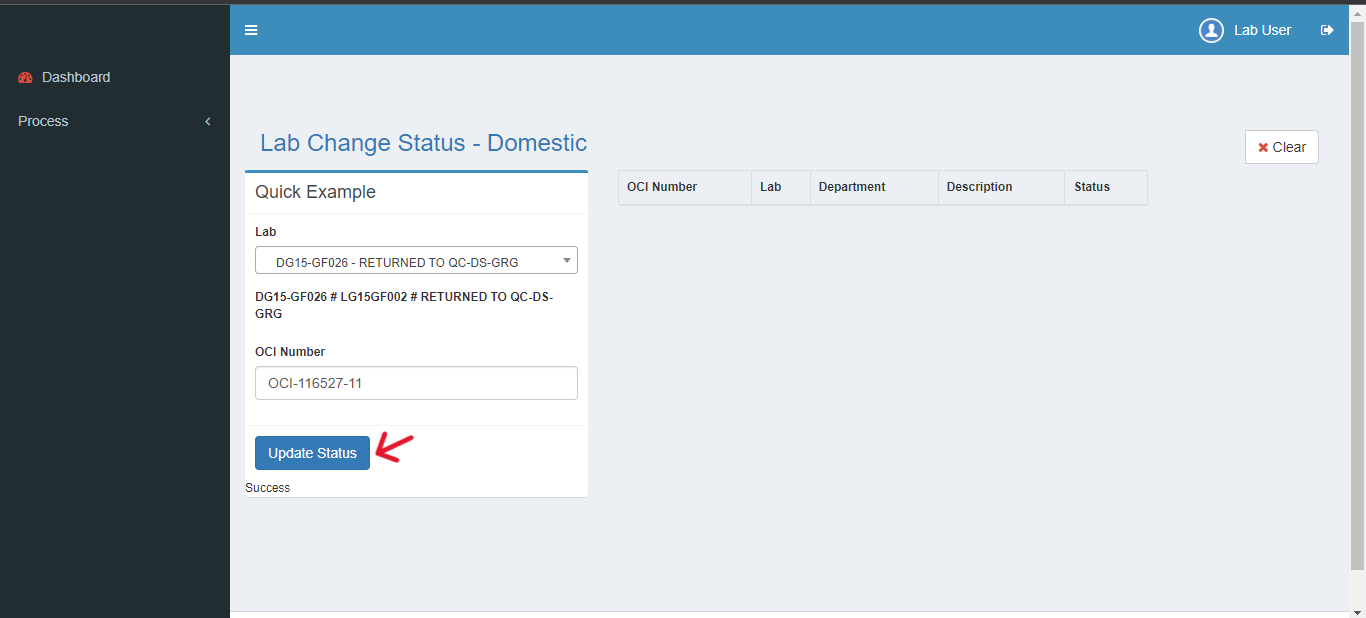 Lab User
Dashboard
Process
Lab Change Status - Domestic
Clear
Quick Example
OCI Number Lab Department Description Status
Lab
DG15-GF026 - RETURNED TO QC-DS-GRG
DG15-GF026 # LG15GF002 # RETURNED TO QC-DS-
GRG
OCI Number
OCI-116527-11
Update Status
Success